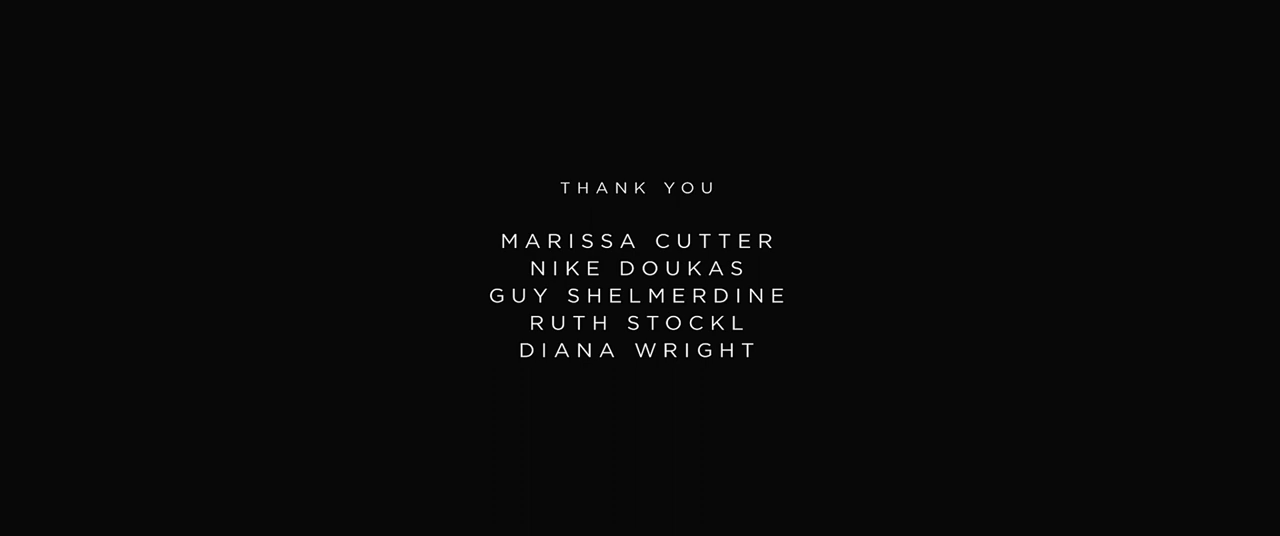 THANK YOU
MARISSA CUTTER
NIKE DOUKAS
GUY SHELMERDINE
RUTH STOCKL
DIANA WRIGHT